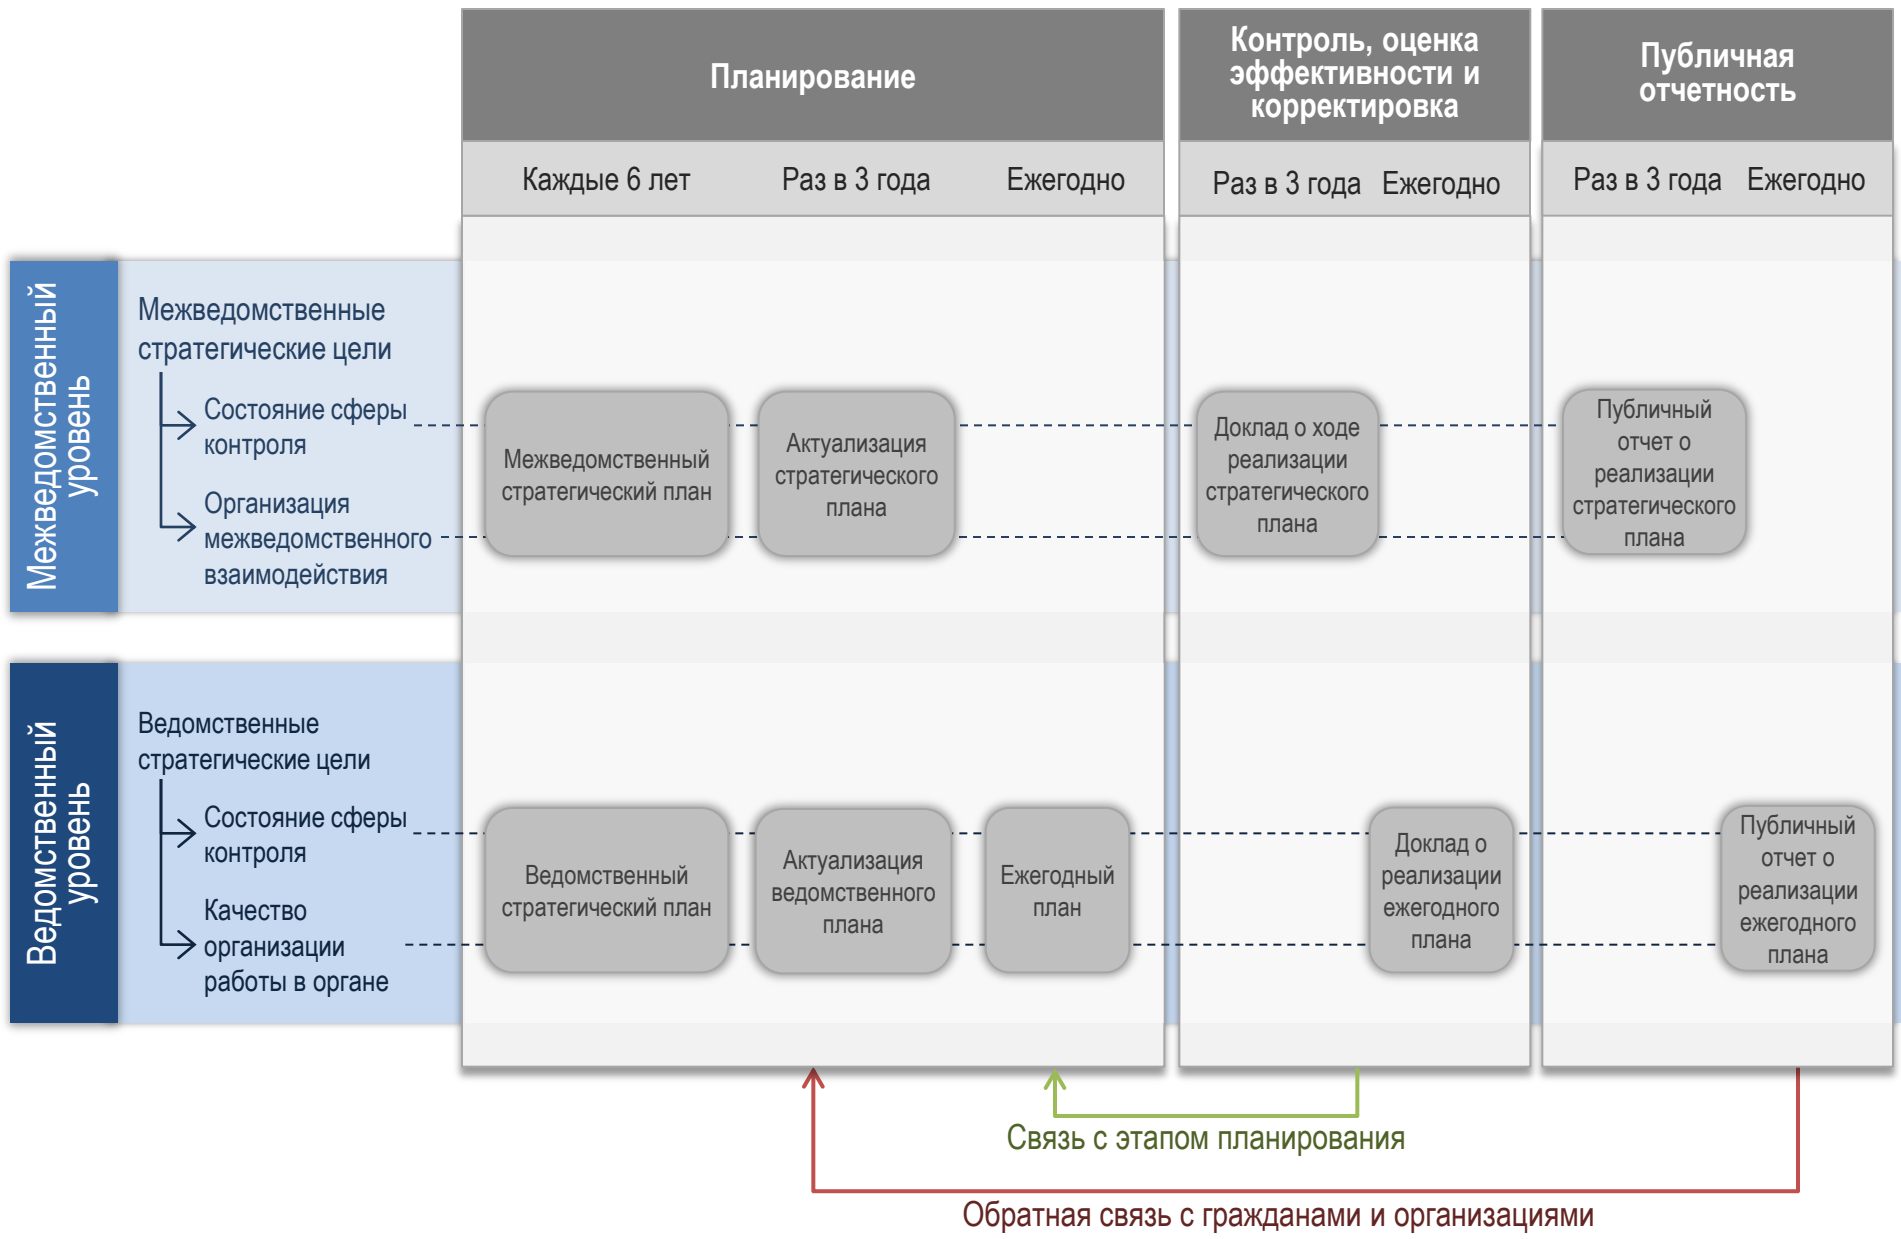 Планирование
Контроль, оценка
эффективности и
корректировка
Публичная
отчетность
Каждые 6 лет
Раз в 3 года
Ежегодно
Раз в 3 года
Ежегодно
Раз в 3 года
Ежегодно
Межведомственный
уровень
Межведомственные
стратегические цели
Состояние сферы
контроля
Организация
межведомственного
взаимодействия
Межведомственный
стратегический план
Актуализация
стратегического
плана
Доклад о ходе
реализации
стратегического
плана
Публичный
отчет о
реализации
стратегического
плана
Ведомственный
уровень
Ведомственные
стратегические цели
Состояние сферы
контроля
Качество
организации
работы в органе
Ведомственный
стратегический план
Актуализация
ведомственного
плана
Ежегодный
план
Доклад о
реализации
ежегодного
плана
Публичный
отчет о
реализации
ежегодного
плана
Связь с этапом планирования
Обратная связь с гражданами и организациями